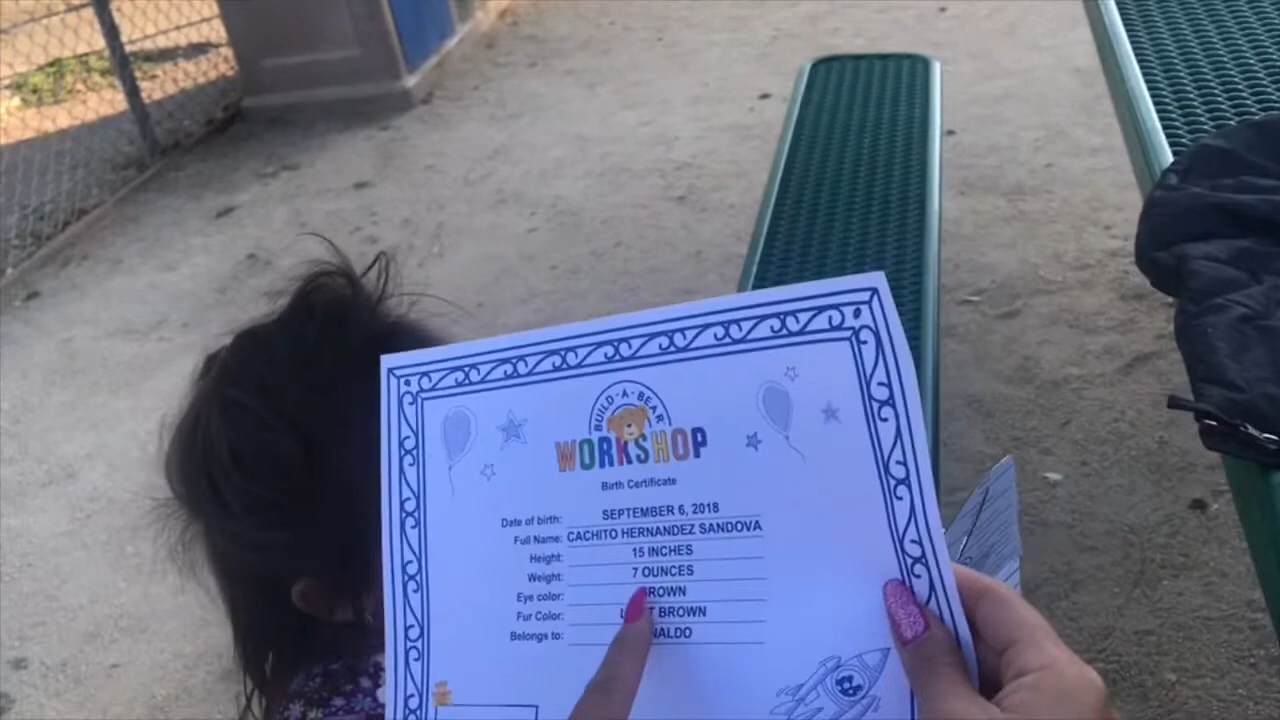 BUILD-A-BEAR
WORKSHOP
Birth Certificate
Date of birth: SEPTEMBER 6, 2018
Full Name: CACHITO HERNANDEZ SANDOVA
Height: 15 INCHES
Weight: 7 OUNCES
Eye color: BROWN
Fur Color: BROWN
Belongs to: